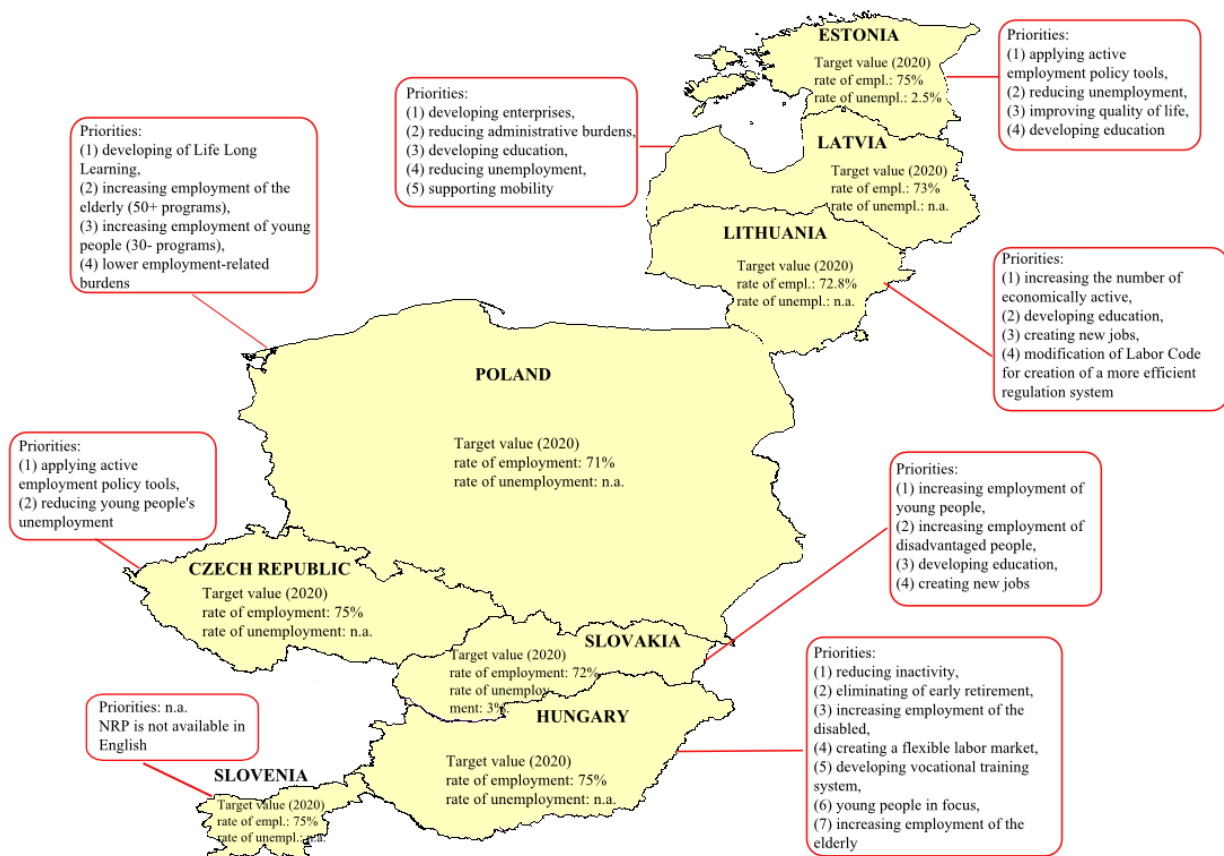 ESTONIA
Target value (2020)
rate of empl.: 75%
rate of unempl.: 2.5%
Priorities:
(1) applying active
employment policy tools,
(2) reducing unemployment,
(3) improving quality of life,
(4) developing education
Priorities:
(1) developing enterprises,
(2) reducing administrative burdens,
(3) developing education,
(4) reducing unemployment,
(5) supporting mobility
LATVIA
Target value (2020)
rate of empl.: 73%
rate of unempl.: n.a.
Priorities:
(1) developing of Life Long
Learning,
(2) increasing employment of the
elderly (50+ programs),
(3) increasing employment of young
people (30- programs),
(4) lower employment-related
burdens
LITHUANIA
Target value (2020)
rate of empl.: 72.8%
rate of unempl.: n.a.
Priorities:
(1) increasing the number of
economically active,
(2) developing education,
(3) creating new jobs,
(4) modification of Labor Code
for creation of a more efficient
regulation system
POLAND
Target value (2020)
rate of employment: 71%
rate of unemployment: n.a.
Priorities:
(1) applying active
employment policy tools,
(2) reducing young people's
unemployment
CZECH REPUBLIC
Target value (2020)
rate of employment: 75%
rate of unemployment: n.a.
Priorities:
(1) increasing employment of
young people,
(2) increasing employment of
disadvantaged people,
(3) developing education,
(4) creating new jobs
SLOVAKIA
Target value (2020)
rate of employment: 72%
rate of unemploy-
ment: 3%.
Priorities:
(1) reducing inactivity,
(2) eliminating of early retirement,
(3) increasing employment of the
disabled,
(4) creating a flexible labor market,
(5) developing vocational training
system,
(6) young people in focus,
(7) increasing employment of the
elderly
HUNGARY
Target value (2020)
rate of employment: 75%
rate of unemployment: n.a.
Priorities: n.a.
NRP is not available in
English
SLOVENIA
Target value (2020)
rate of empl.: 75%
rate of unempl.: n.a.